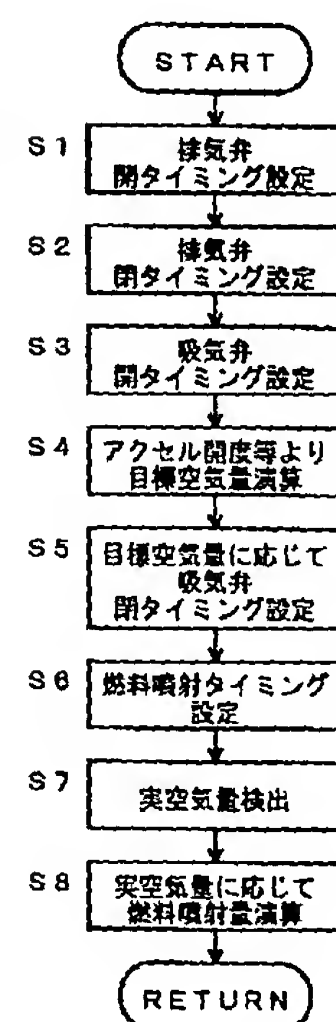 START
S1
排気弁
開タイミング設定
S2
排気弁
閉タイミング設定
S3
吸気弁
開タイミング設定
S4
アクセル開度等より
目標空気量演算
S5
目標空気量に応じて
吸気弁
閉タイミング設定
S6
燃料噴射タイミング
設定
S7
実空気量検出
S8
実空気量に応じて
燃料噴射量演算
RETURN